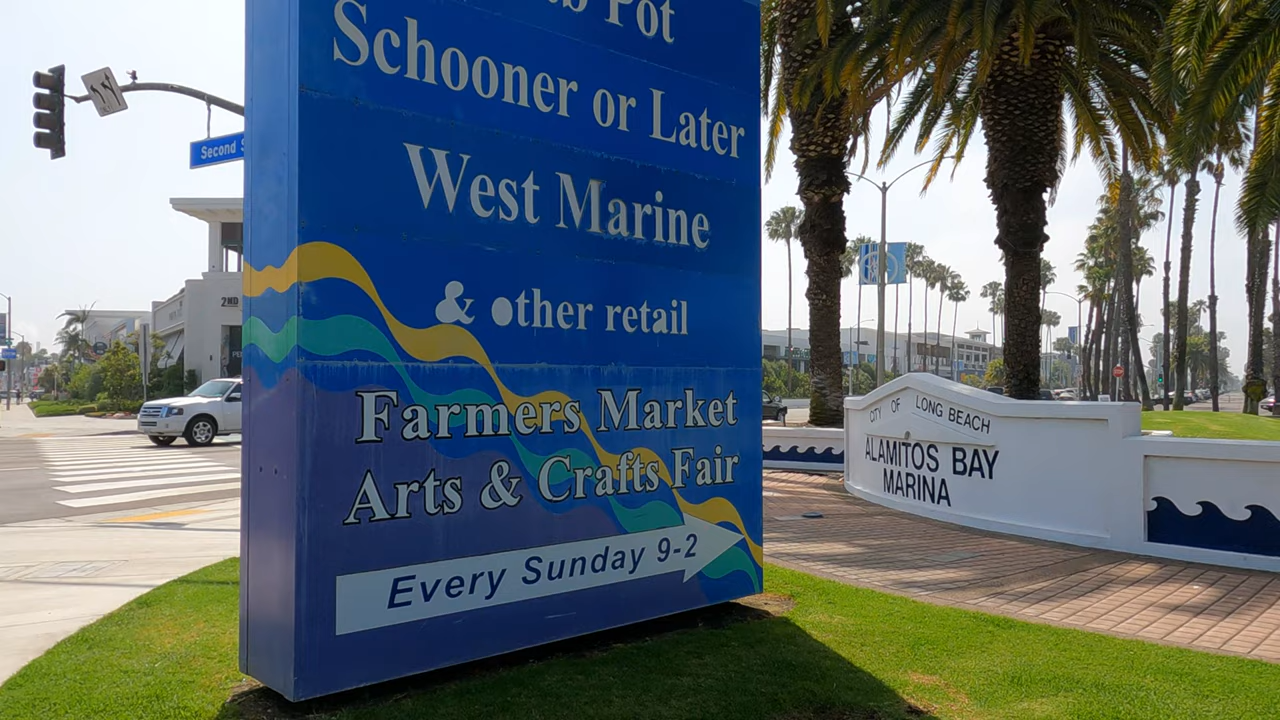 Pot
Schooner or Later
West Marine
& other retail
Farmers Market
Arts & Crafts Fair
Every Sunday 9-2
Second
2ND
CITY OF LONG BEACH
ALAMITOS BAY
MARINA